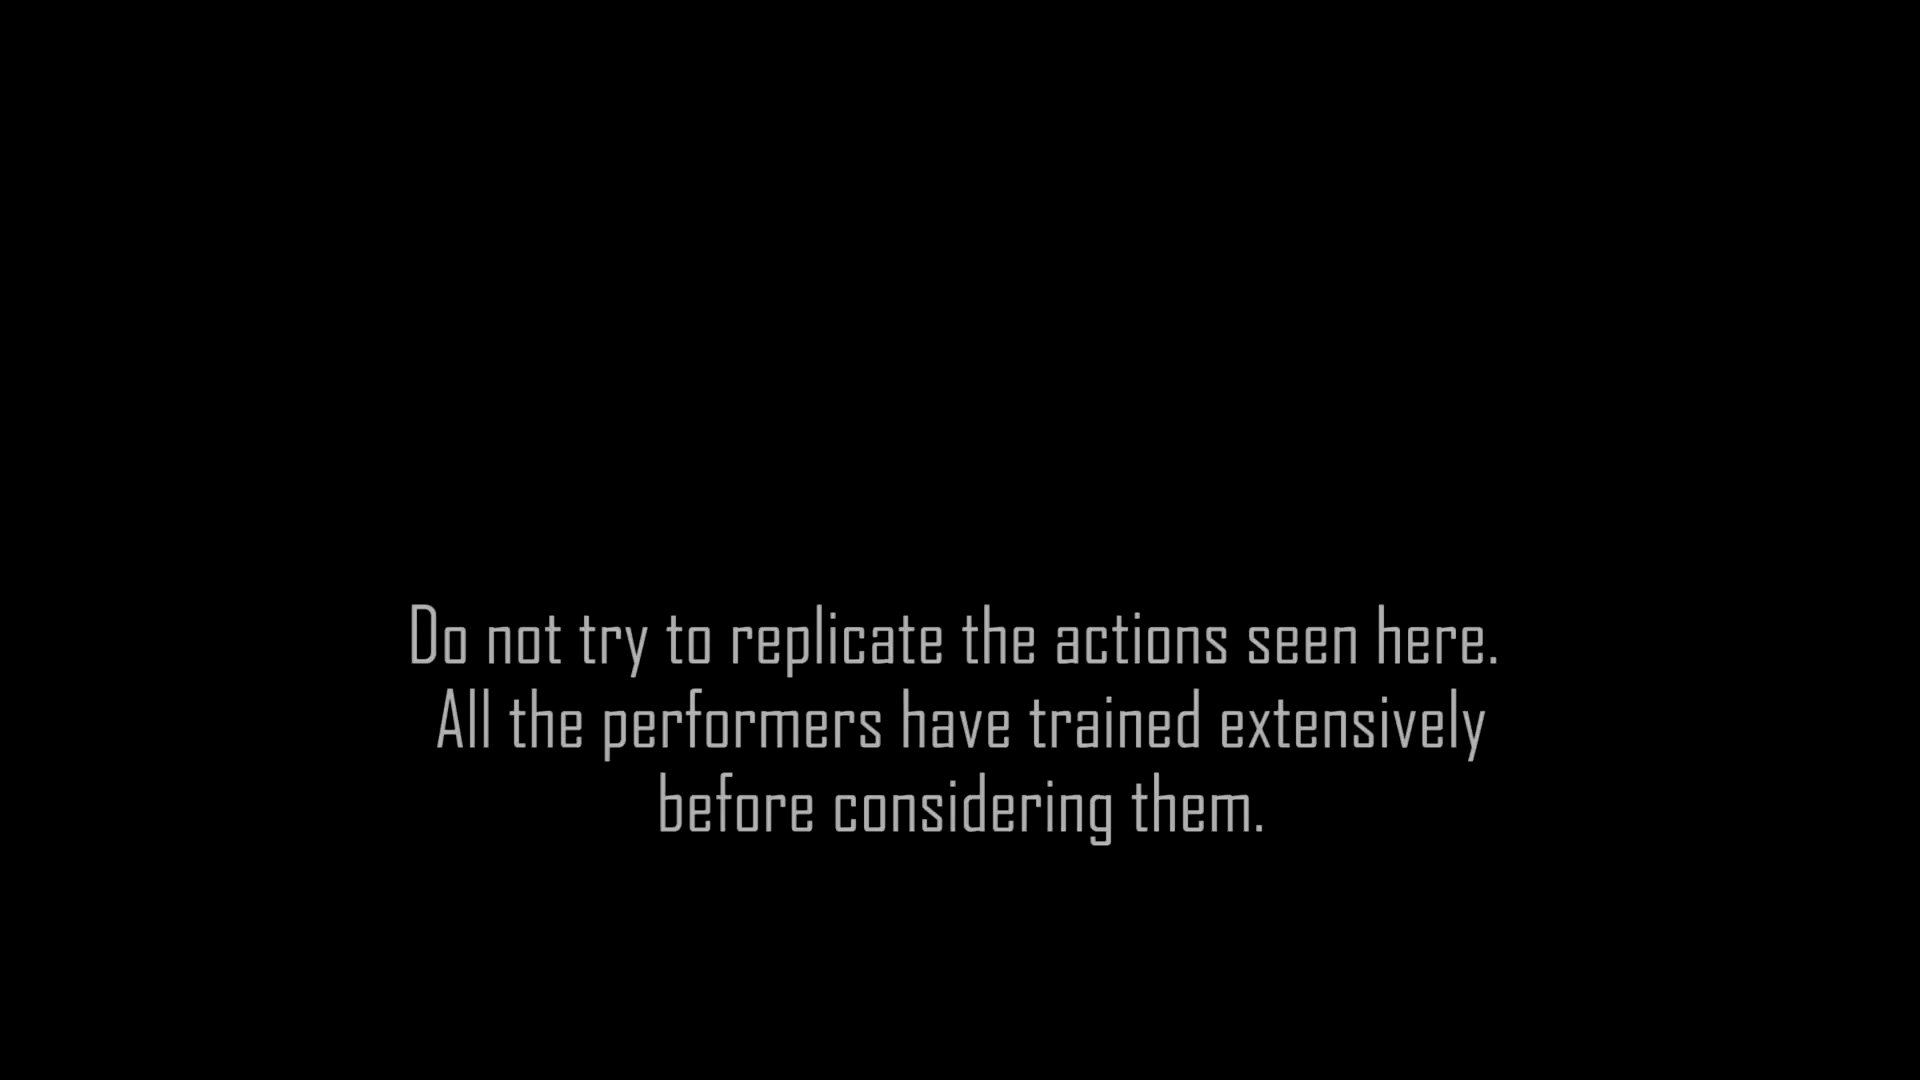 Do not try to replicate the actions seen here.
All the performers have trained extensively
before considering them.